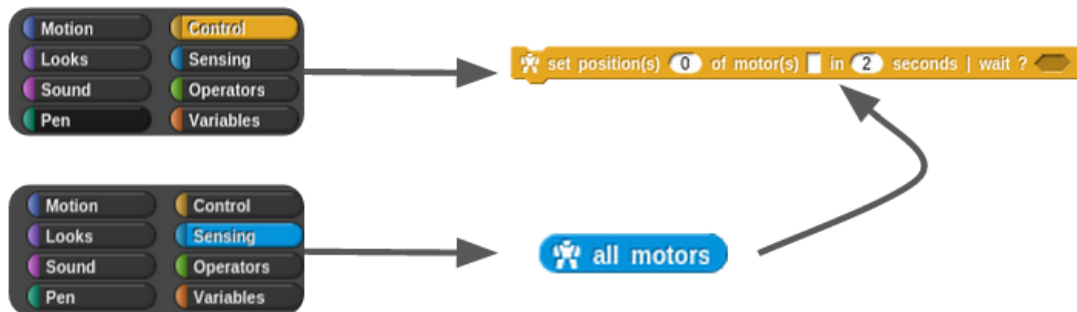 Motion Control
Looks Sensing
Sound Operators
Pen Variables
set position(s) 0 of motor(s) in 2 seconds | wait ?
Motion Control
Looks Sensing
Sound Operators
Pen Variables
all motors